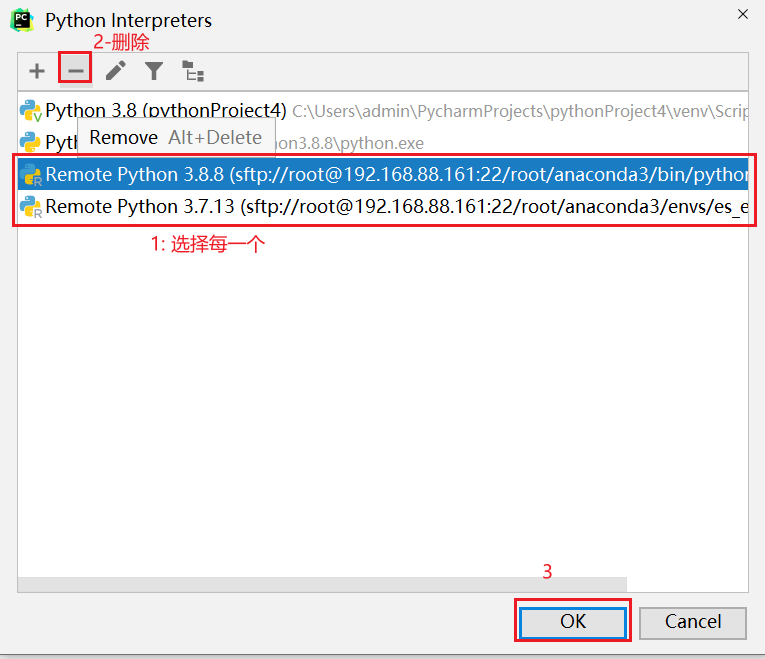 PC
Python Interpreters
2-删除
Python 3.8 (pythonProject4) C:\Users\admin\PycharmProjects\pythonProject4\venv\Scrip
Remove Alt+Delete
on3.8.8\python.exe
Remote Python 3.8.8 (sftp://root@192.168.88.161:22/root/anaconda3/bin/python
Remote Python 3.7.13 (sftp://root@192.168.88.161:22/root/anaconda3/envs/es_e
1: 选择每一个
3
OK
Cancel